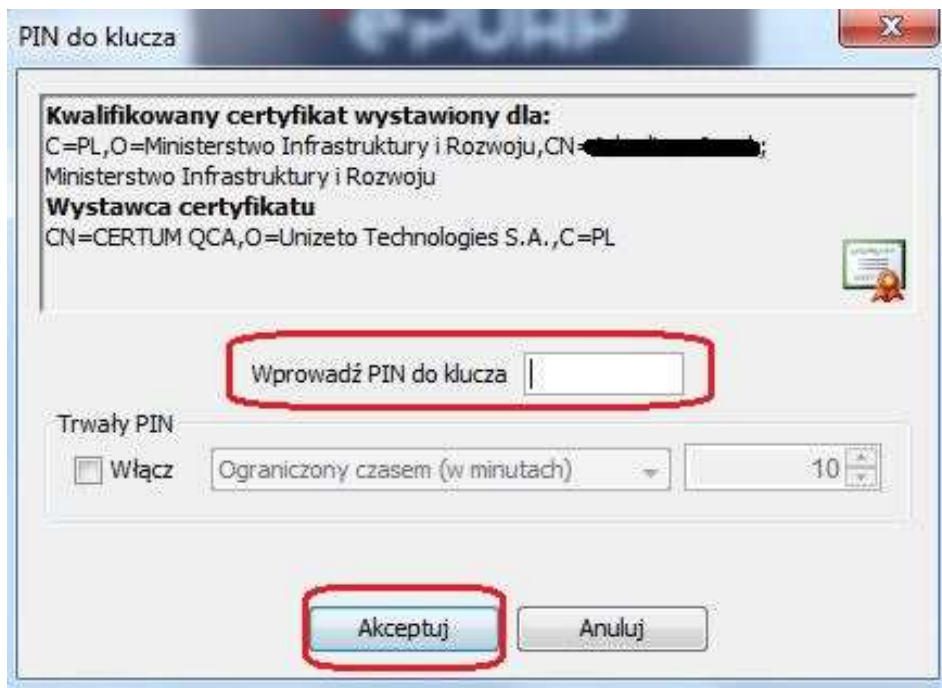 PIN do klucza
ePUAP
Kwalifikowany certyfikat wystawiony dla:
C=PL,O=Ministerstwo Infrastruktury i Rozwoju,CN=
;
Ministerstwo Infrastruktury i Rozwoju
Wystawca certyfikatu
CN=CERTUM QCA,O=Unizeto Technologies S.A.,C=PL
Wprowadź PIN do klucza
Trwały PIN
Włącz
Ograniczony czasem (w minutach)
10
Akceptuj
Anuluj